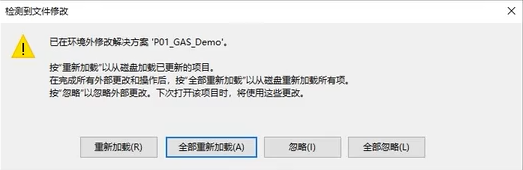 检测到文件修改
已在环境外修改解决方案 'P01_GAS_Demo'。
按"重新加载"以从磁盘加载已更新的项目。
在完成所有外部更改和操作后，按"全部重新加载"以从磁盘重新加载所有项。
按"忽略"以忽略外部更改。下次打开该项目时，将使用这些更改。
重新加载(R) 全部重新加载(A) 忽略(I) 全部忽略(L)